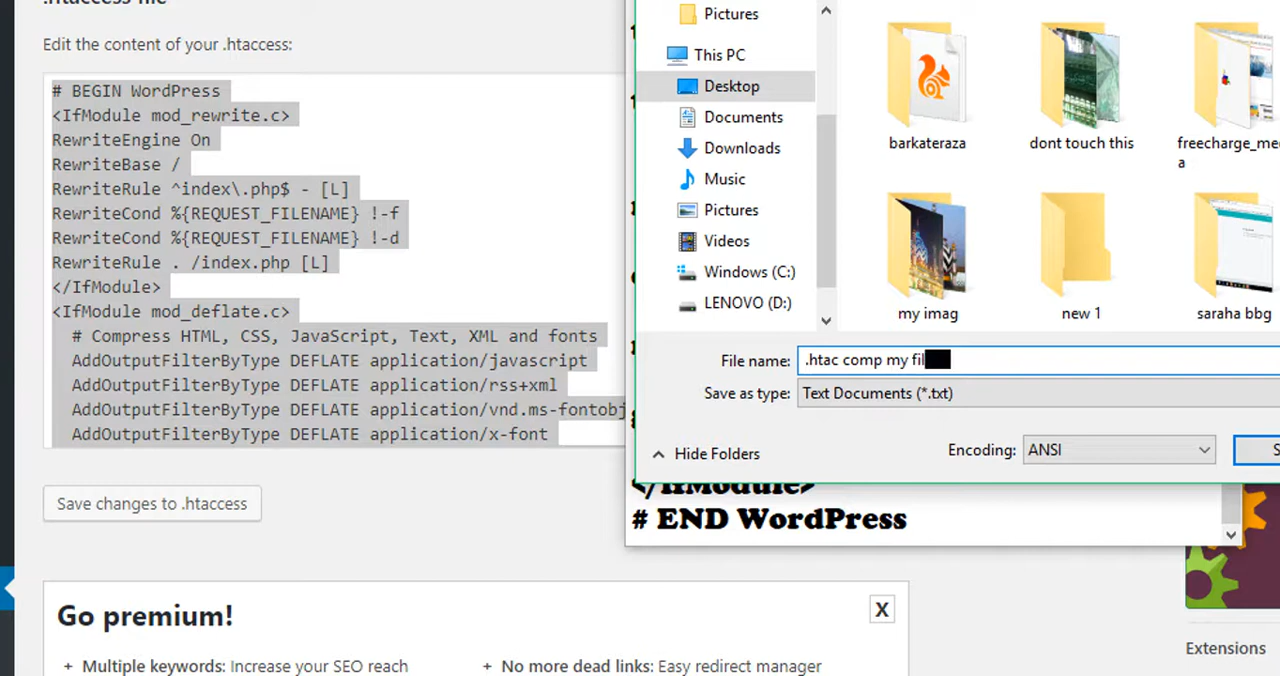 .htaccess file
Edit the content of your .htaccess:
# BEGIN WordPress
<IfModule mod_rewrite.c>
RewriteEngine On
RewriteBase /
RewriteRule ^index\.php$ - [L]
RewriteCond %{REQUEST_FILENAME} !-f
RewriteCond %{REQUEST_FILENAME} !-d
RewriteRule . /index.php [L]
</IfModule>
<IfModule mod_deflate.c>
# Compress HTML, CSS, JavaScript, Text, XML and fonts
AddOutputFilterByType DEFLATE application/javascript
AddOutputFilterByType DEFLATE application/rss+xml
AddOutputFilterByType DEFLATE application/vnd.ms-fontobj
AddOutputFilterByType DEFLATE application/x-font
Save changes to .htaccess
Go premium!
X
+ Multiple keywords: Increase your SEO reach
+ No more dead links: Easy redirect manager
Pictures
This PC
Desktop
Documents
Downloads
Music
Pictures
Videos
Windows (C:)
LENOVO (D:)
barkateraza
dont touch this
freecharge_me
a
my imag
new 1
saraha bbg
File name: .htac comp my fil
Save as type: Text Documents (*.txt)
Hide Folders
Encoding: ANSI
S
</IfModule>
# END WordPress
Extensions